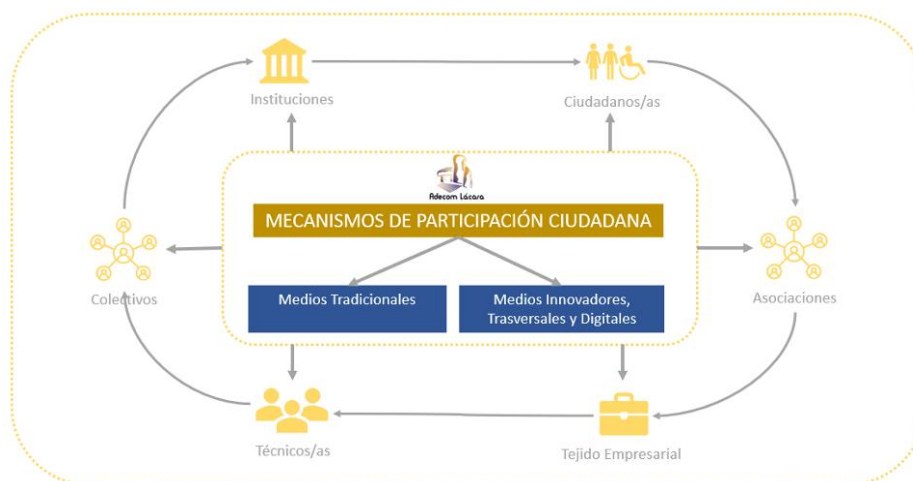 Instituciones
Ciudadanos/as
Adecom Lácara
MECANISMOS DE PARTICIPACIÓN CIUDADANA
Colectivos
Asociaciones
Medios Tradicionales
Medios Innovadores,
Trasversales y Digitales
Técnicos/as
Tejido Empresarial